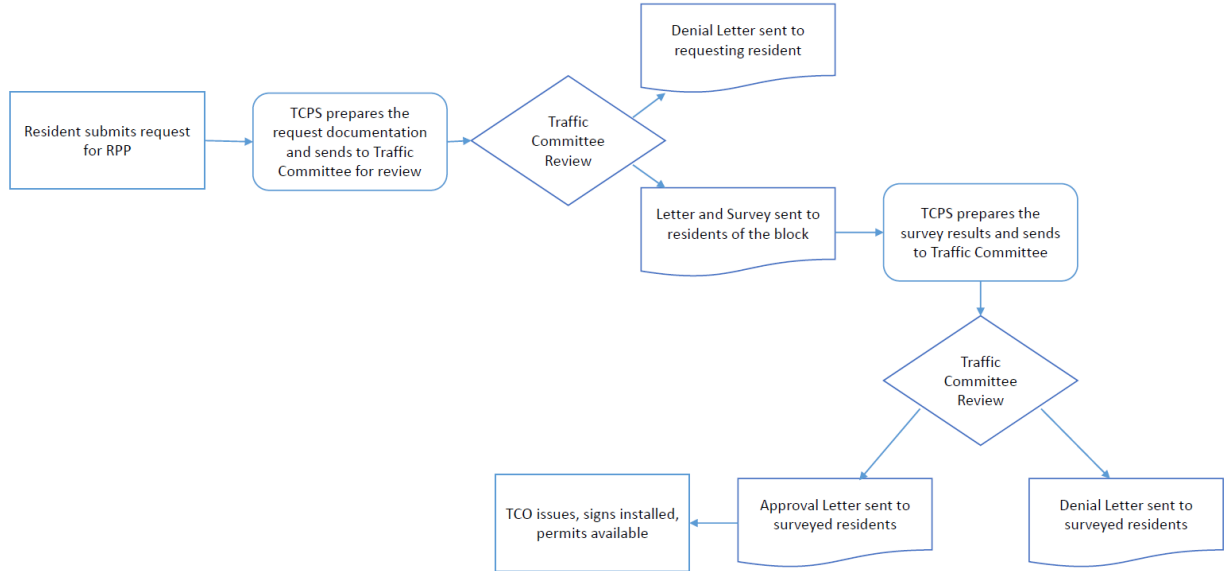 Denial Letter sent to
requesting resident
Resident submits request
for RPP
TCPS prepares the
request documentation
and sends to Traffic
Committee for review
Traffic
Committee
Review
Letter and Survey sent to
residents of the block
TCPS prepares the
survey results and sends
to Traffic Committee
Traffic
Committee
Review
TCO issues, signs installed,
permits available
Approval Letter sent to
surveyed residents
Denial Letter sent to
surveyed residents